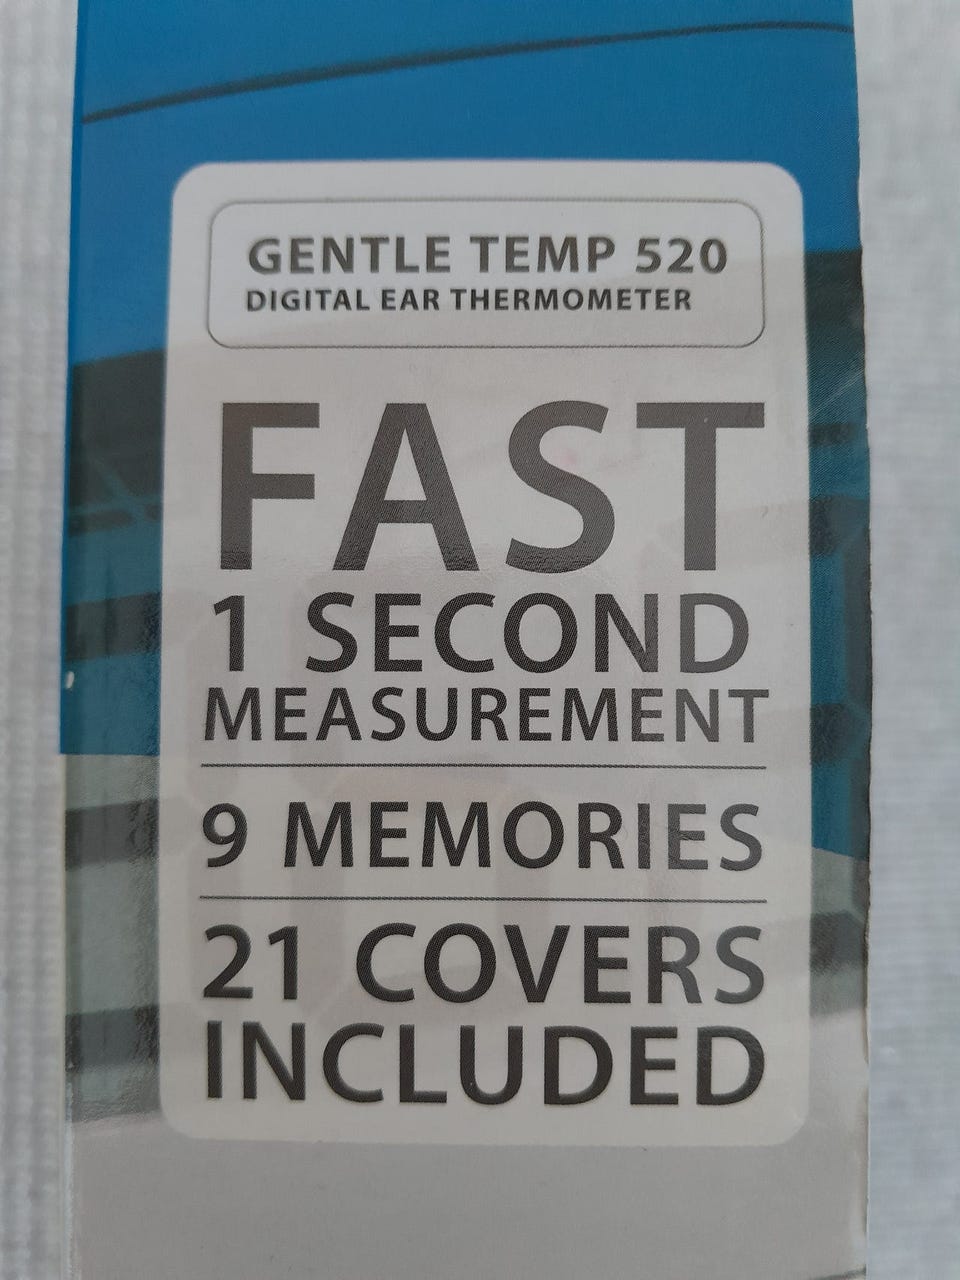 GENTLE TEMP 520
DIGITAL EAR THERMOMETER
FAST
1 SECOND
MEASUREMENT
9 MEMORIES
21 COVERS
INCLUDED